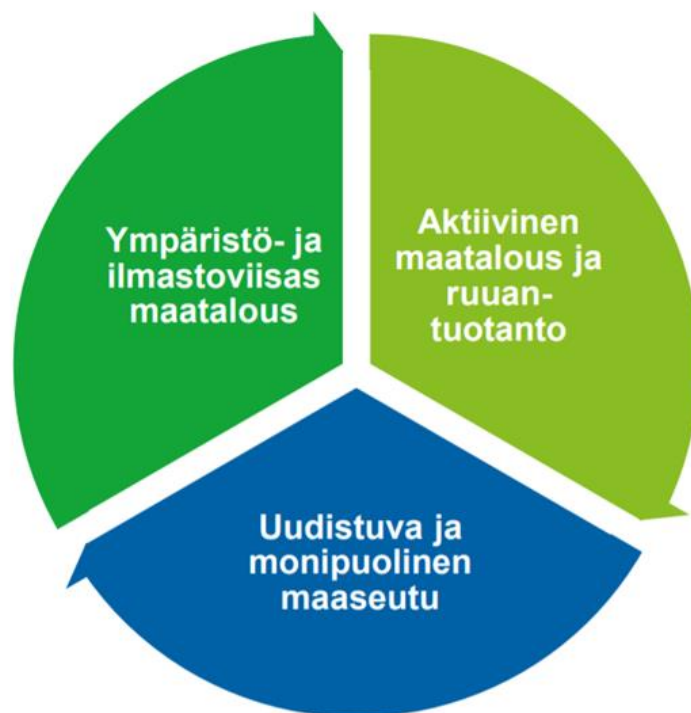 Ympäristö- ja
ilmastoviisas
maatalous
Aktiivinen
maatalous ja
ruuan-
tuotanto
Uudistuva ja
monipuolinen
maaseutu